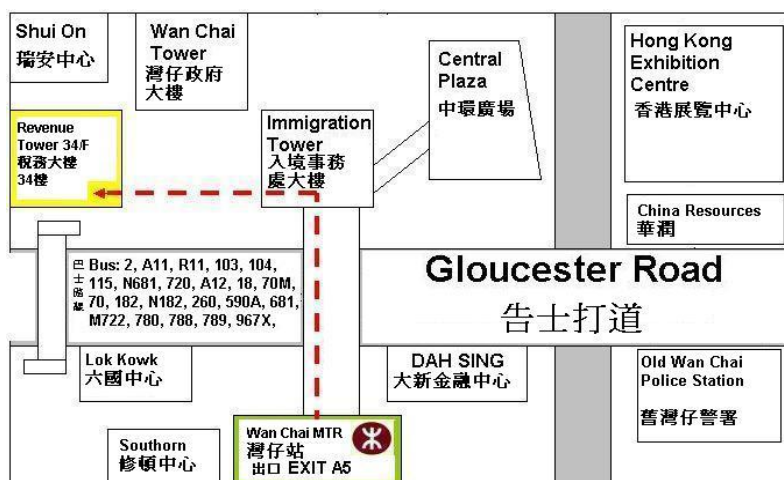 Shui On
瑞安中心
Wan Chai
Tower
灣仔政府
大樓
Central
Plaza
中環廣場
Hong Kong
Exhibition
Centre
香港展覽中心
Revenue
Tower 34/F
稅務大樓
34樓
Immigration
Tower
入境事務
處大樓
China Resources
華潤
巴士路線
Bus: 2, A11, R11, 103, 104,
115, N681, 720, A12, 18, 70M,
70, 182, N182, 260, 590A, 681,
M722, 780, 788, 789, 967X,
Gloucester Road
告士打道
Lok Kowk
六國中心
DAH SING
大新金融中心
Old Wan Chai
Police Station
舊灣仔警署
Southorn
修頓中心
Wan Chai MTR
灣仔站
出口 EXIT A5